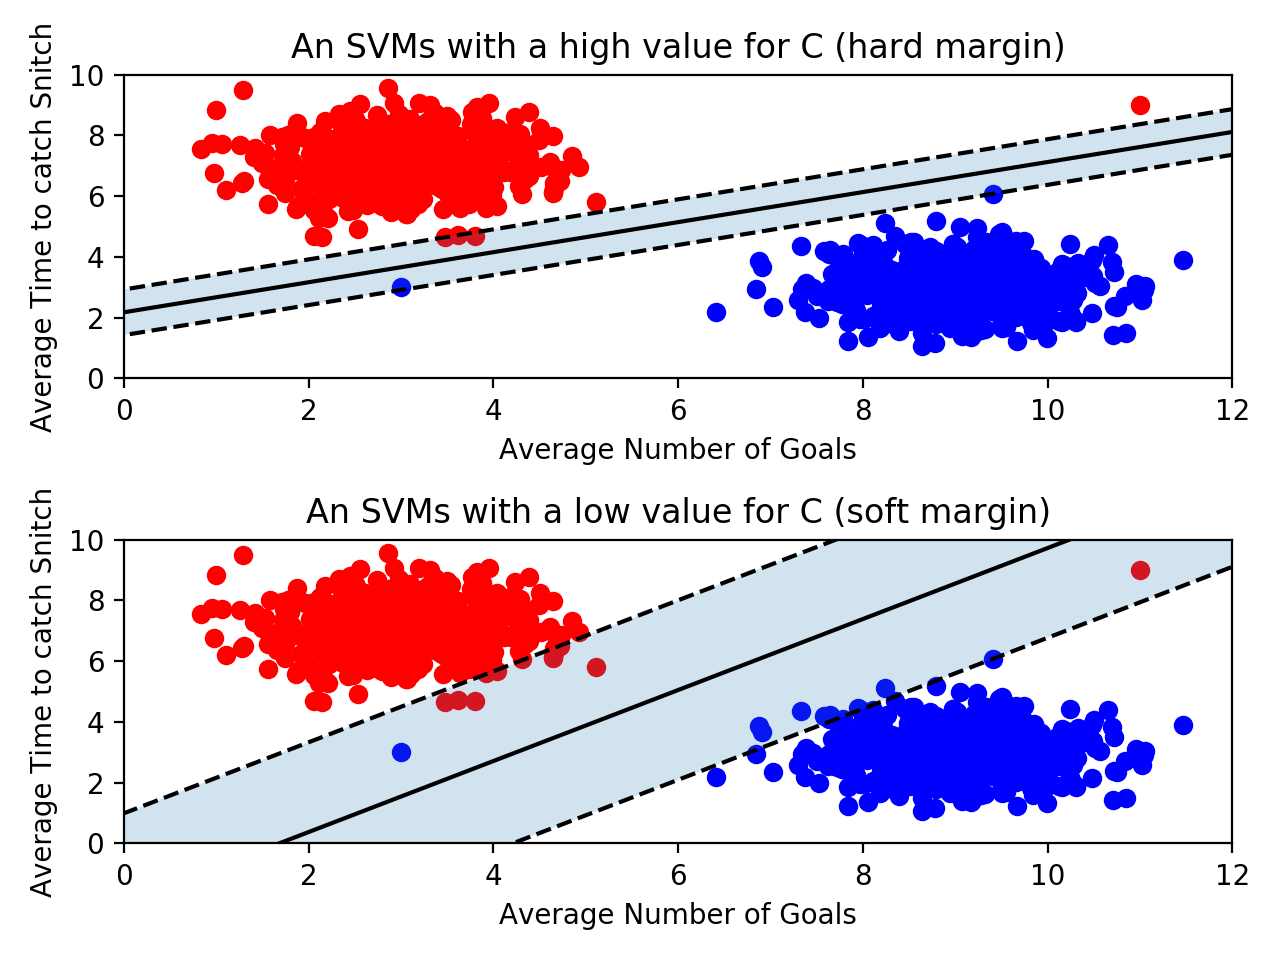 An SVMs with a high value for C (hard margin)
Average Time to catch Snitch
10
8
6
4
2
0
0 2 4 6 8 10 12
Average Number of Goals
An SVMs with a low value for C (soft margin)
Average Time to catch Snitch
10
8
6
4
2
0
0 2 4 6 8 10 12
Average Number of Goals